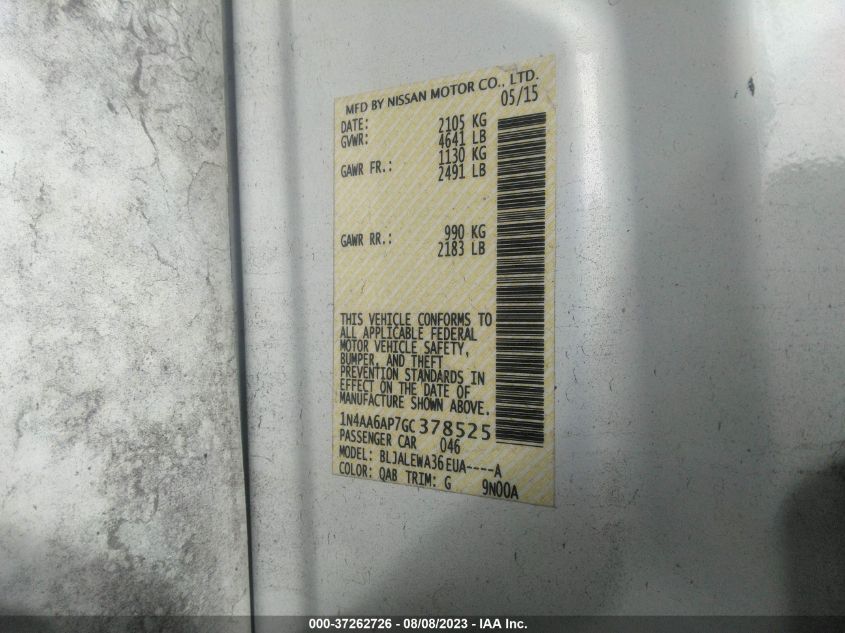 MFD BY NISSAN MOTOR CO., LTD.
DATE: 05/15
GVWR: 2105 KG
4641 LB
GAWR FR.: 1130 KG
2491 LB
GAWR RR.: 990 KG
2183 LB
THIS VEHICLE CONFORMS TO
ALL APPLICABLE FEDERAL
MOTOR VEHICLE SAFETY,
BUMPER, AND THEFT
PREVENTION STANDARDS IN
EFFECT ON THE DATE OF
MANUFACTURE SHOWN ABOVE.
1N4AA6AP7GC378525
PASSENGER CAR 046
MODEL: BLJALEWA36EUA----A
COLOR: QAB TRIM: G 9N00A
000-37262726 - 08/08/2023 - IAA Inc.